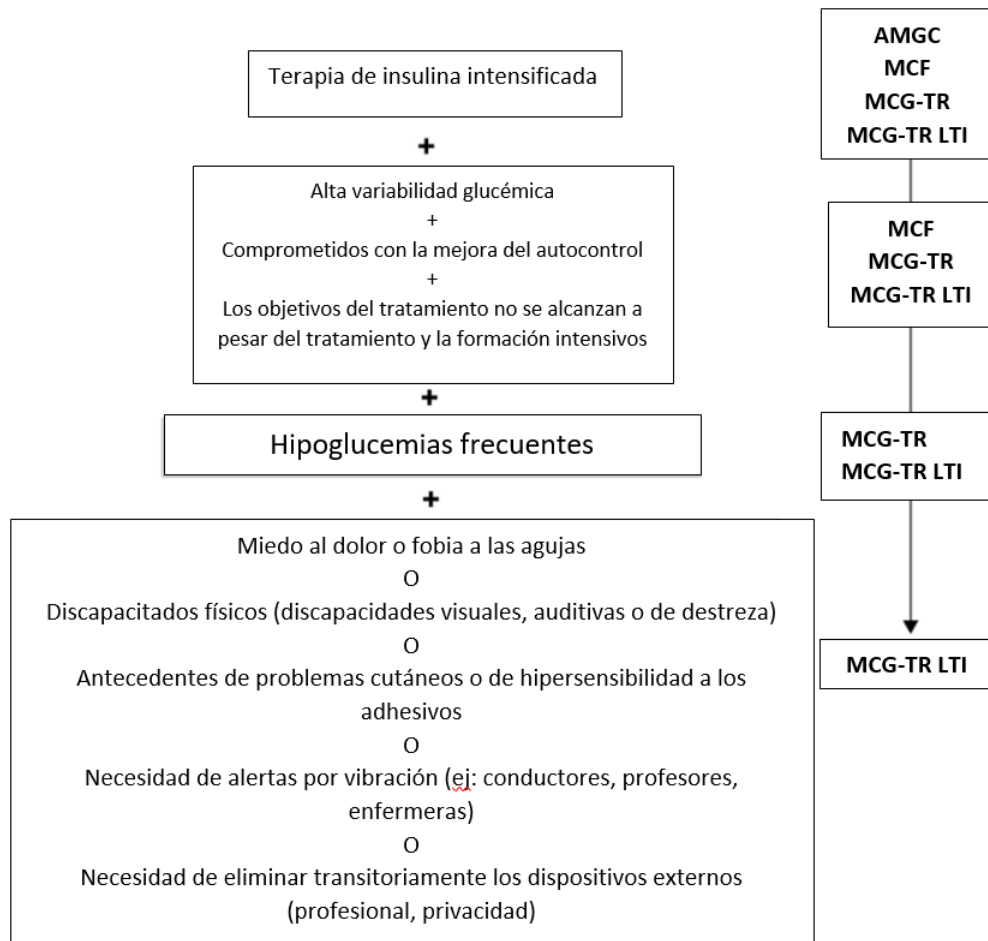 Terapia de insulina intensificada
+
Alta variabilidad glucémica
+
Comprometidos con la mejora del autocontrol
+
Los objetivos del tratamiento no se alcanzan a
pesar del tratamiento y la formación intensivos
+
Hipoglucemias frecuentes
+
Miedo al dolor o fobia a las agujas
O
Discapacitados físicos (discapacidades visuales, auditivas o de destreza)
O
Antecedentes de problemas cutáneos o de hipersensibilidad a los
adhesivos
O
Necesidad de alertas por vibración (ej: conductores, profesores,
enfermeras)
O
Necesidad de eliminar transitoriamente los dispositivos externos
(profesional, privacidad)
AMGC
MCF
MCG-TR
MCG-TR LTI
MCF
MCG-TR
MCG-TR LTI
MCG-TR
MCG-TR LTI
MCG-TR LTI